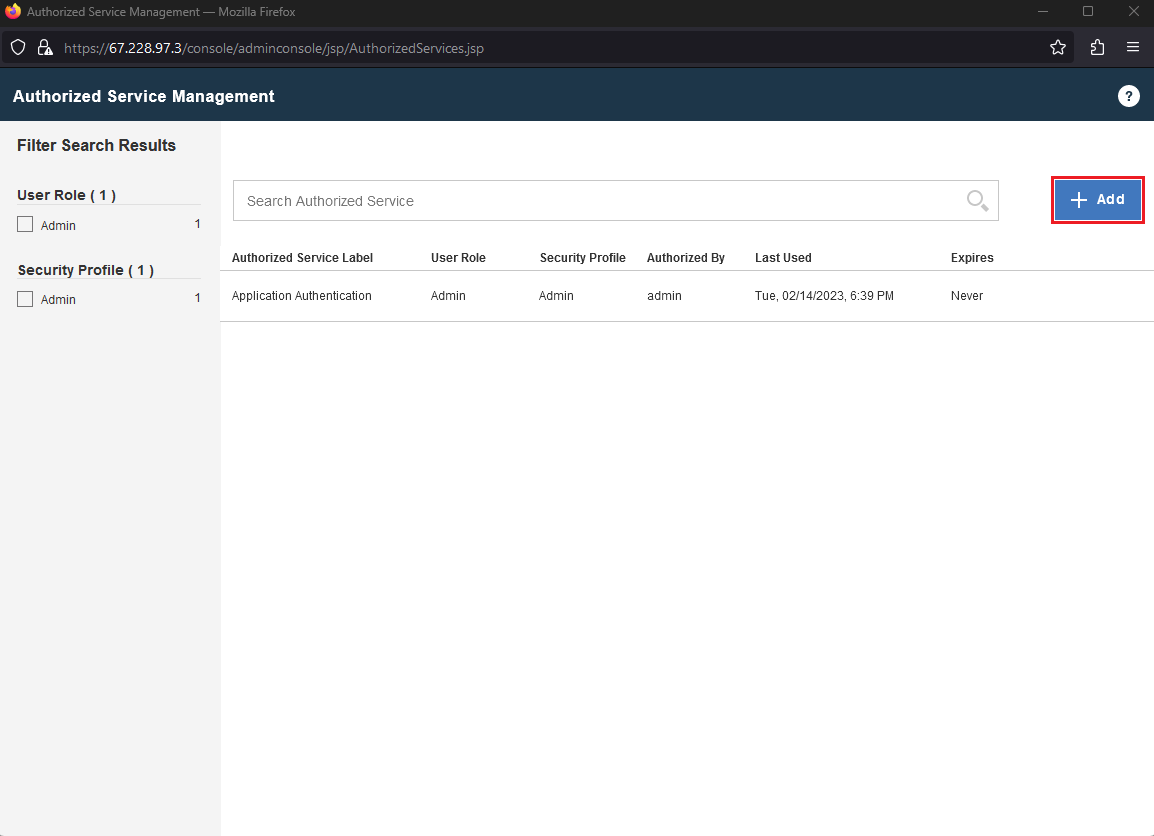 Authorized Service Management — Mozilla Firefox
https://67.228.97.3/console/adminconsole/jsp/AuthorizedServices.jsp
Authorized Service Management
?
Filter Search Results
User Role ( 1 )
Admin 1
Security Profile ( 1 )
Admin 1
Search Authorized Service
Add
Authorized Service Label User Role Security Profile Authorized By Last Used Expires
Application Authentication Admin Admin admin Tue, 02/14/2023, 6:39 PM Never